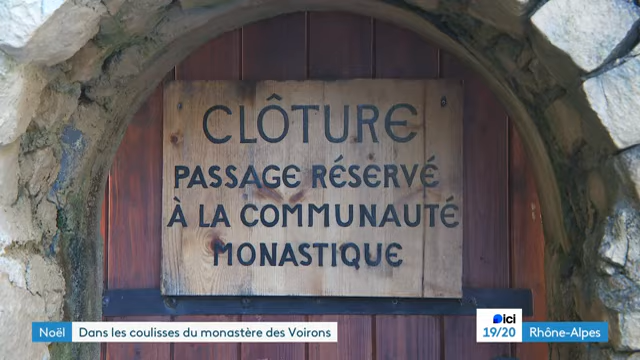 CLÔTURE
PASSAGE RÉSERVÉ
À LA COMMUNAUTÉ
MONASTIQUE
ici
Noël Dans les coulisses du monastère des Voirons 19/20 Rhône-Alpes